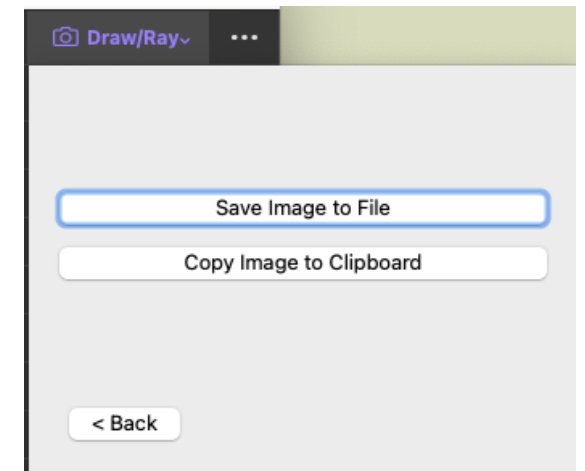 Draw/Ray
...
Save Image to File
Copy Image to Clipboard
< Back